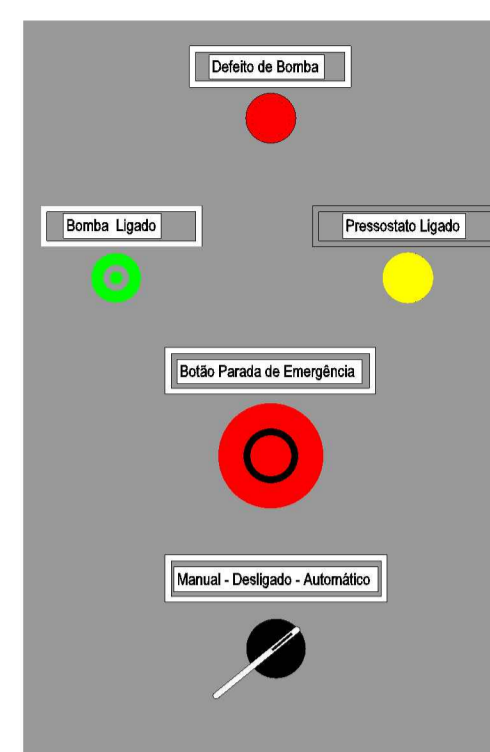 Defeito de Bomba
Bomba Ligado
Pressostato Ligado
Botão Parada de Emergência
Manual - Desligado - Automático